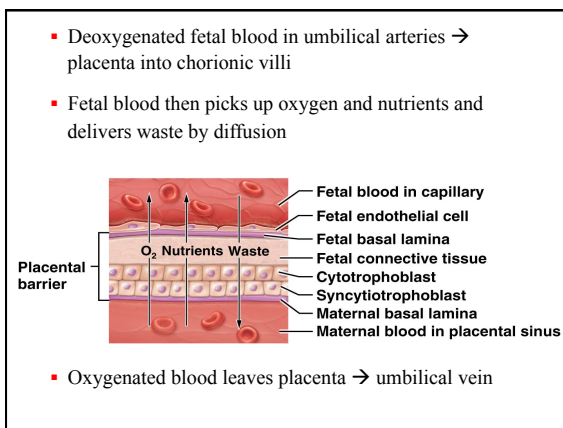 ▪ Deoxygenated fetal blood in umbilical arteries →
placenta into chorionic villi
▪ Fetal blood then picks up oxygen and nutrients and
delivers waste by diffusion
Fetal blood in capillary
Fetal endothelial cell
Fetal basal lamina
O₂ Nutrients Waste
Fetal connective tissue
Placental
barrier
Cytotrophoblast
Syncytiotrophoblast
Maternal basal lamina
Maternal blood in placental sinus
▪ Oxygenated blood leaves placenta → umbilical vein